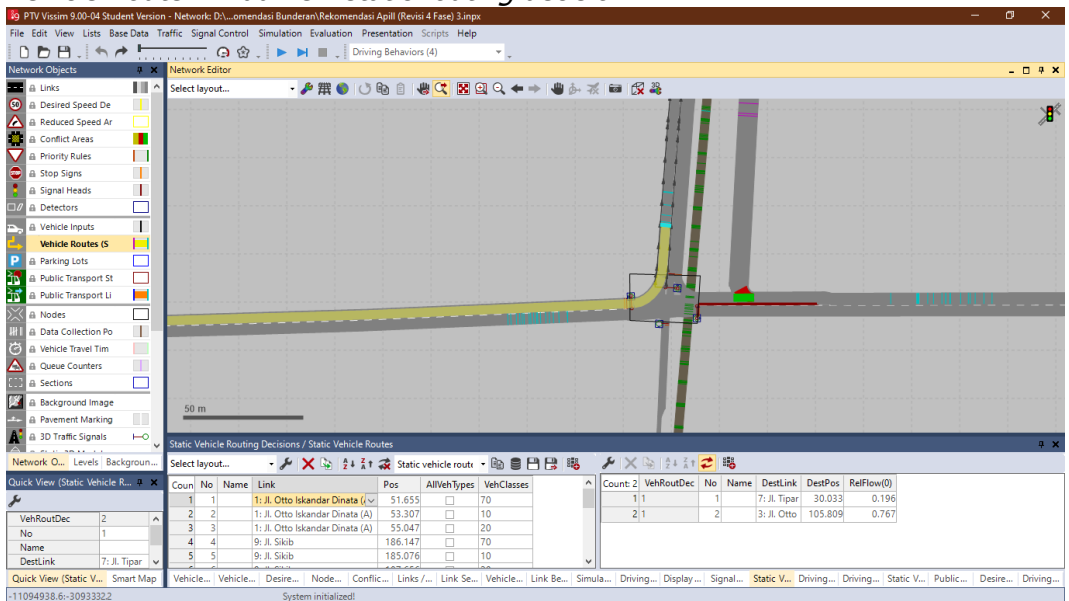 PTV Vissim 9.00-04 Student Version - Network: D:\...omendasi Bunderan\Rekomendasi Apill (Revisi 4 Fase) 3.inpx
File Edit View Lists Base Data Traffic Signal Control Simulation Evaluation Presentation Scripts Help
Driving Behaviors (4)
Network Objects
Network Editor
Select layout...
Links
Desired Speed De
Reduced Speed Ar
Conflict Areas
Priority Rules
Stop Signs
Signal Heads
Detectors
Vehicle Inputs
Vehicle Routes (S
Parking Lots
Public Transport St
Public Transport Li
Nodes
Data Collection Po
Vehicle Travel Tim
Queue Counters
Sections
Background Image
Pavement Marking
3D Traffic Signals
Network O... Levels Backgroun...
50 m
Quick View (Static Vehicle R...
VehRoutDec 2
No 1
Name
DestLink 7: Jl. Tipar
Quick View (Static V... Smart Map
Static Vehicle Routing Decisions / Static Vehicle Routes
Select layout... Static vehicle route
Coun No Name Link Pos AllVehTypes VehClasses
1 1 1: Jl. Otto Iskandar Dinata (A 51.655 70
2 2 1: Jl. Otto Iskandar Dinata (A) 53.307 10
3 3 1: Jl. Otto Iskandar Dinata (A) 55.047 20
4 4 9: Jl. Sikib 186.147 70
5 5 9: Jl. Sikib 185.076 10
Count: 2 VehRoutDec No Name DestLink DestPos RelFlow(0)
1 1 1 7: Jl. Tipar 30.033 0.196
2 1 2 3: Jl. Otto 105.809 0.767
Vehicle... Vehicle... Desire... Node... Conflic... Links /... Link Se... Vehicle... Link Be... Simula... Driving... Display... Signal... Static V... Driving... Driving... Static V... Public... Desire... Driving...
-11094938.6:-3093332.2 System initialized!